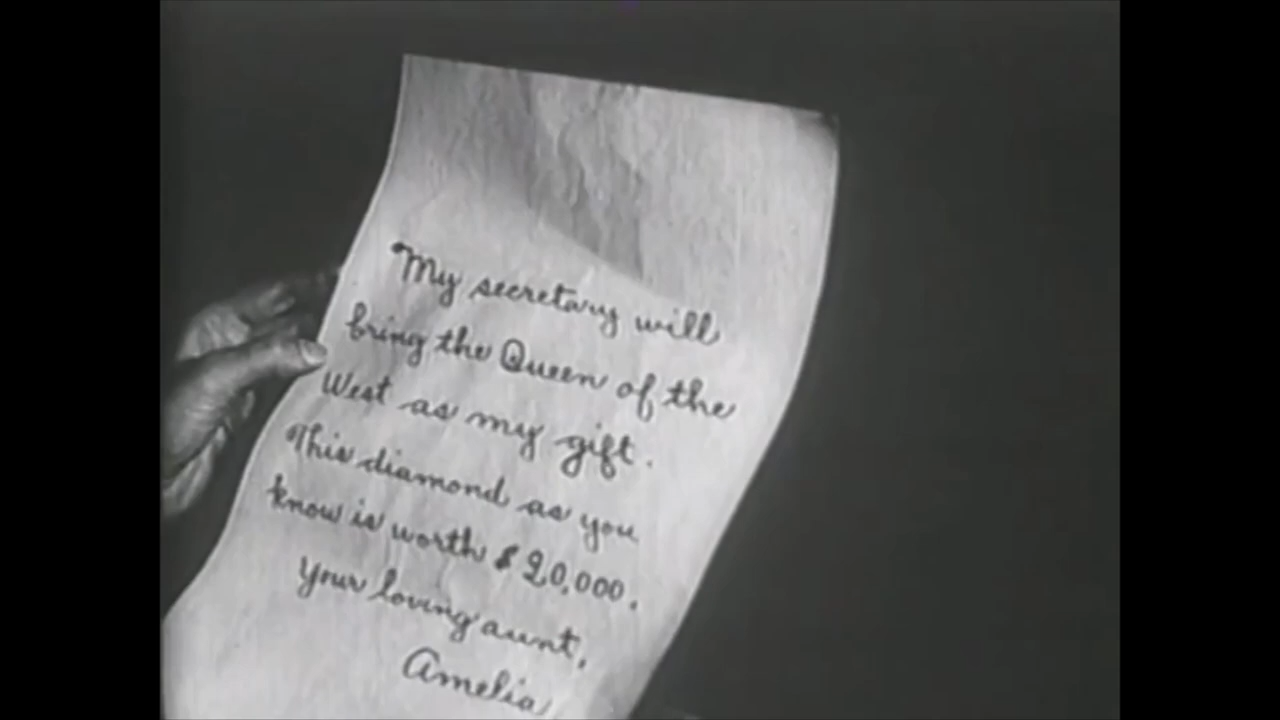 My secretary will
bring the Queen of the
West as my gift.
This diamond as you
know is worth $20,000.
Your loving aunt,
Amelia